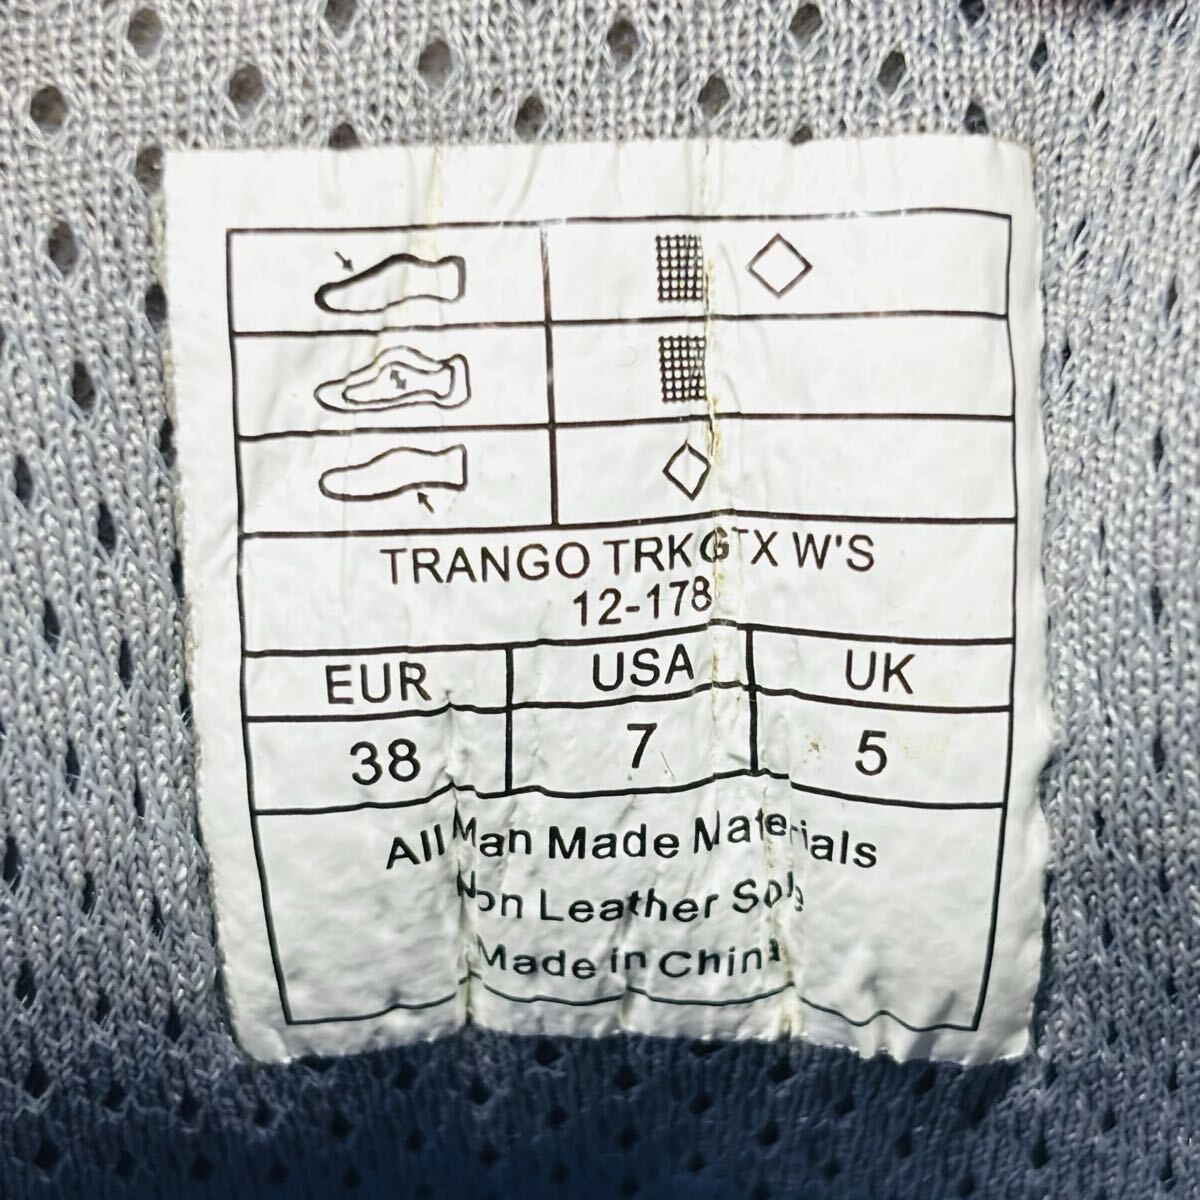 TRANGO TRK GTX W'S
12-178
EUR USA UK
38 7 5
All Man Made Materials
Non Leather Sole
Made in China